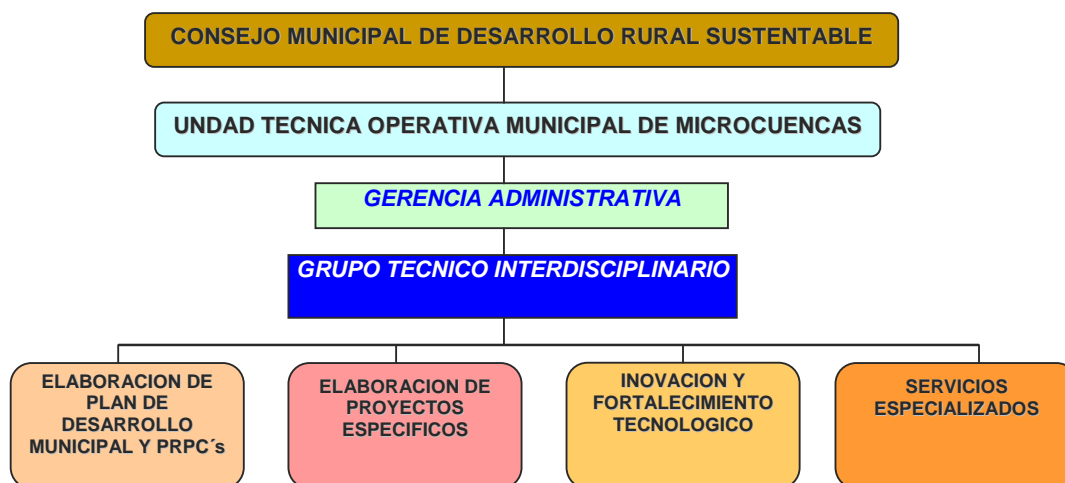 CONSEJO MUNICIPAL DE DESARROLLO RURAL SUSTENTABLE
UNDAD TECNICA OPERATIVA MUNICIPAL DE MICROCUENCAS
GERENCIA ADMINISTRATIVA
GRUPO TECNICO INTERDISCIPLINARIO
ELABORACION DE
PLAN DE
DESARROLLO
MUNICIPAL Y PRPC´s
ELABORACION DE
PROYECTOS
ESPECIFICOS
INOVACION Y
FORTALECIMIENTO
TECNOLOGICO
SERVICIOS
ESPECIALIZADOS